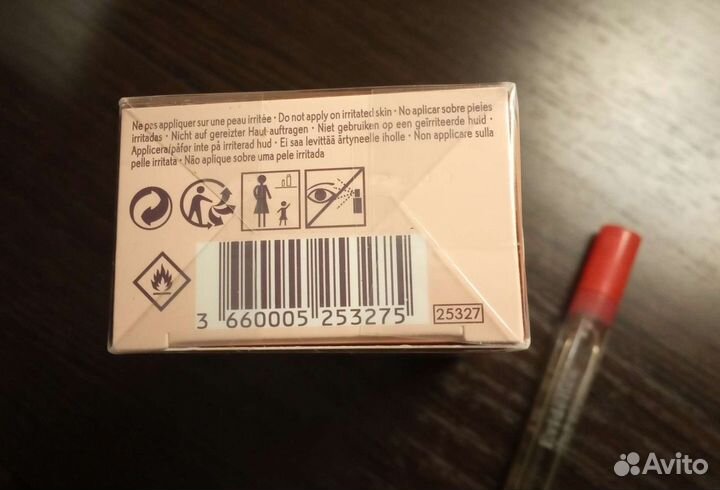 Ne pas appliquer sur une peau irritée • Do not apply on irritated skin • No aplicar sobre pieles
irritadas • Nicht auf gereizter Haut auftragen • Niet gebruiken op een geïrriteerde huid •
Applicera/påfør inte på irriterad hud • Ei saa levittää ärtyneelle iholle • Non applicare sulla
pelle irritata • Não aplique sobre uma pele irritada
3 660005 253275
25327
Avito